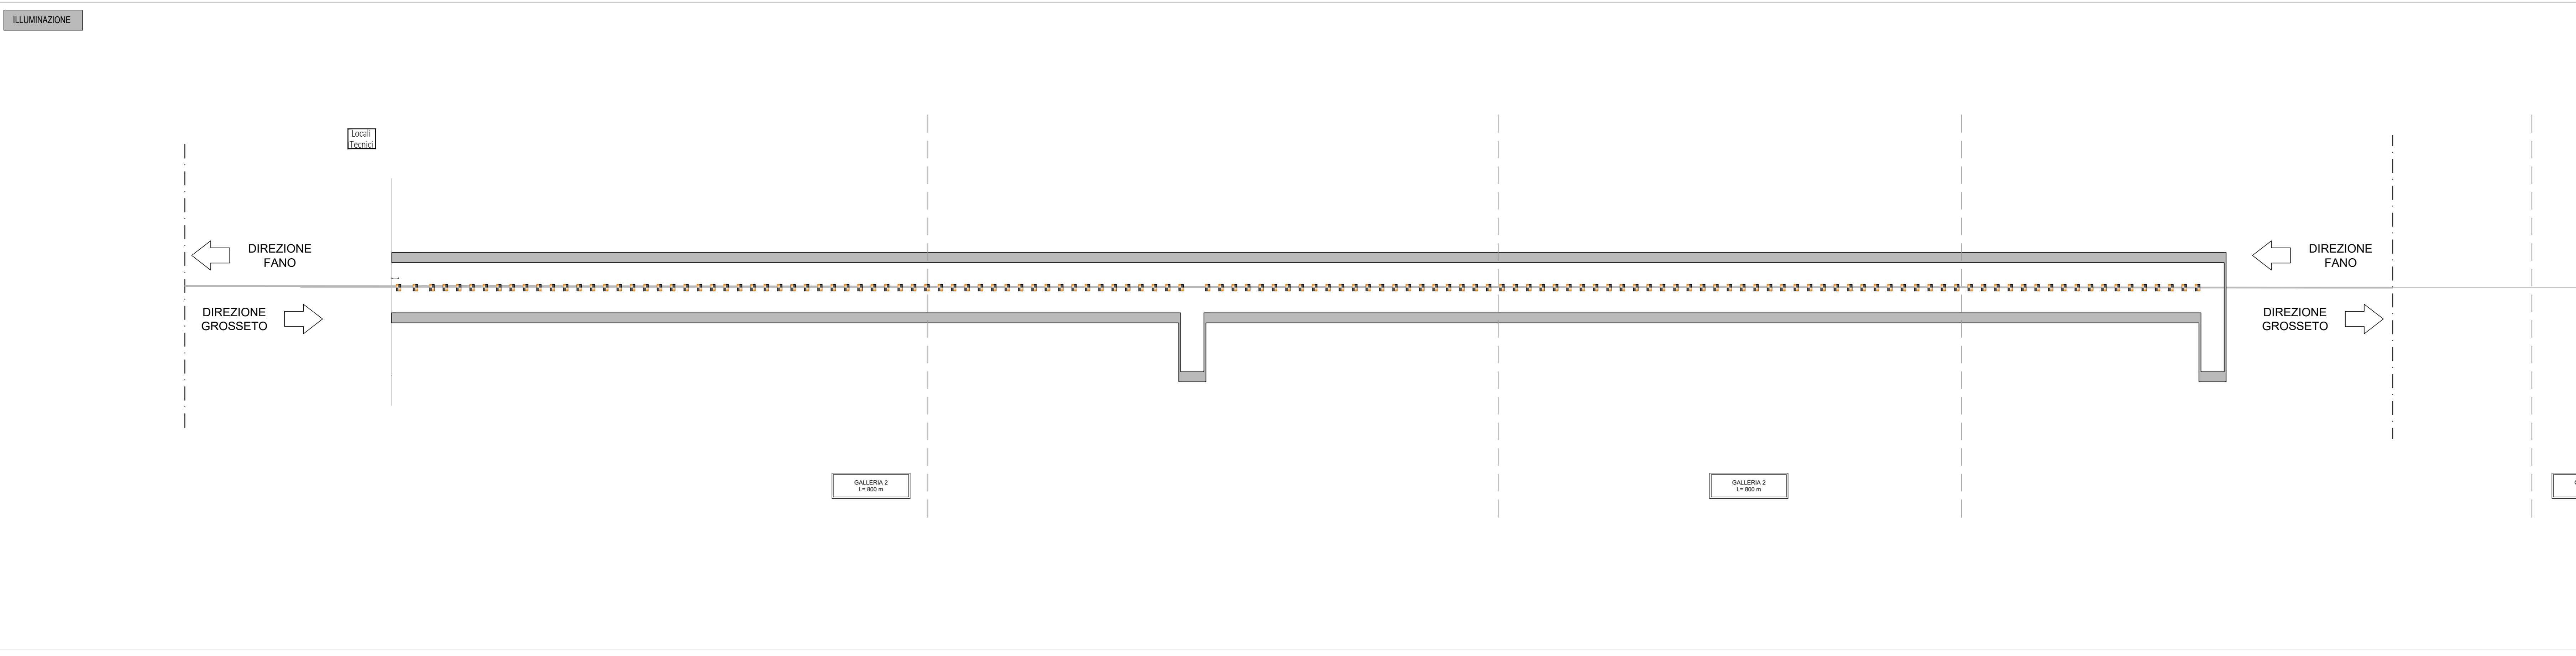 ILLUMINAZIONE
Locali
Tecnici
DIREZIONE
FANO
DIREZIONE
FANO
DIREZIONE
GROSSETO
DIREZIONE
GROSSETO
GALLERIA 2
L= 800 m
GALLERIA 2
L= 800 m